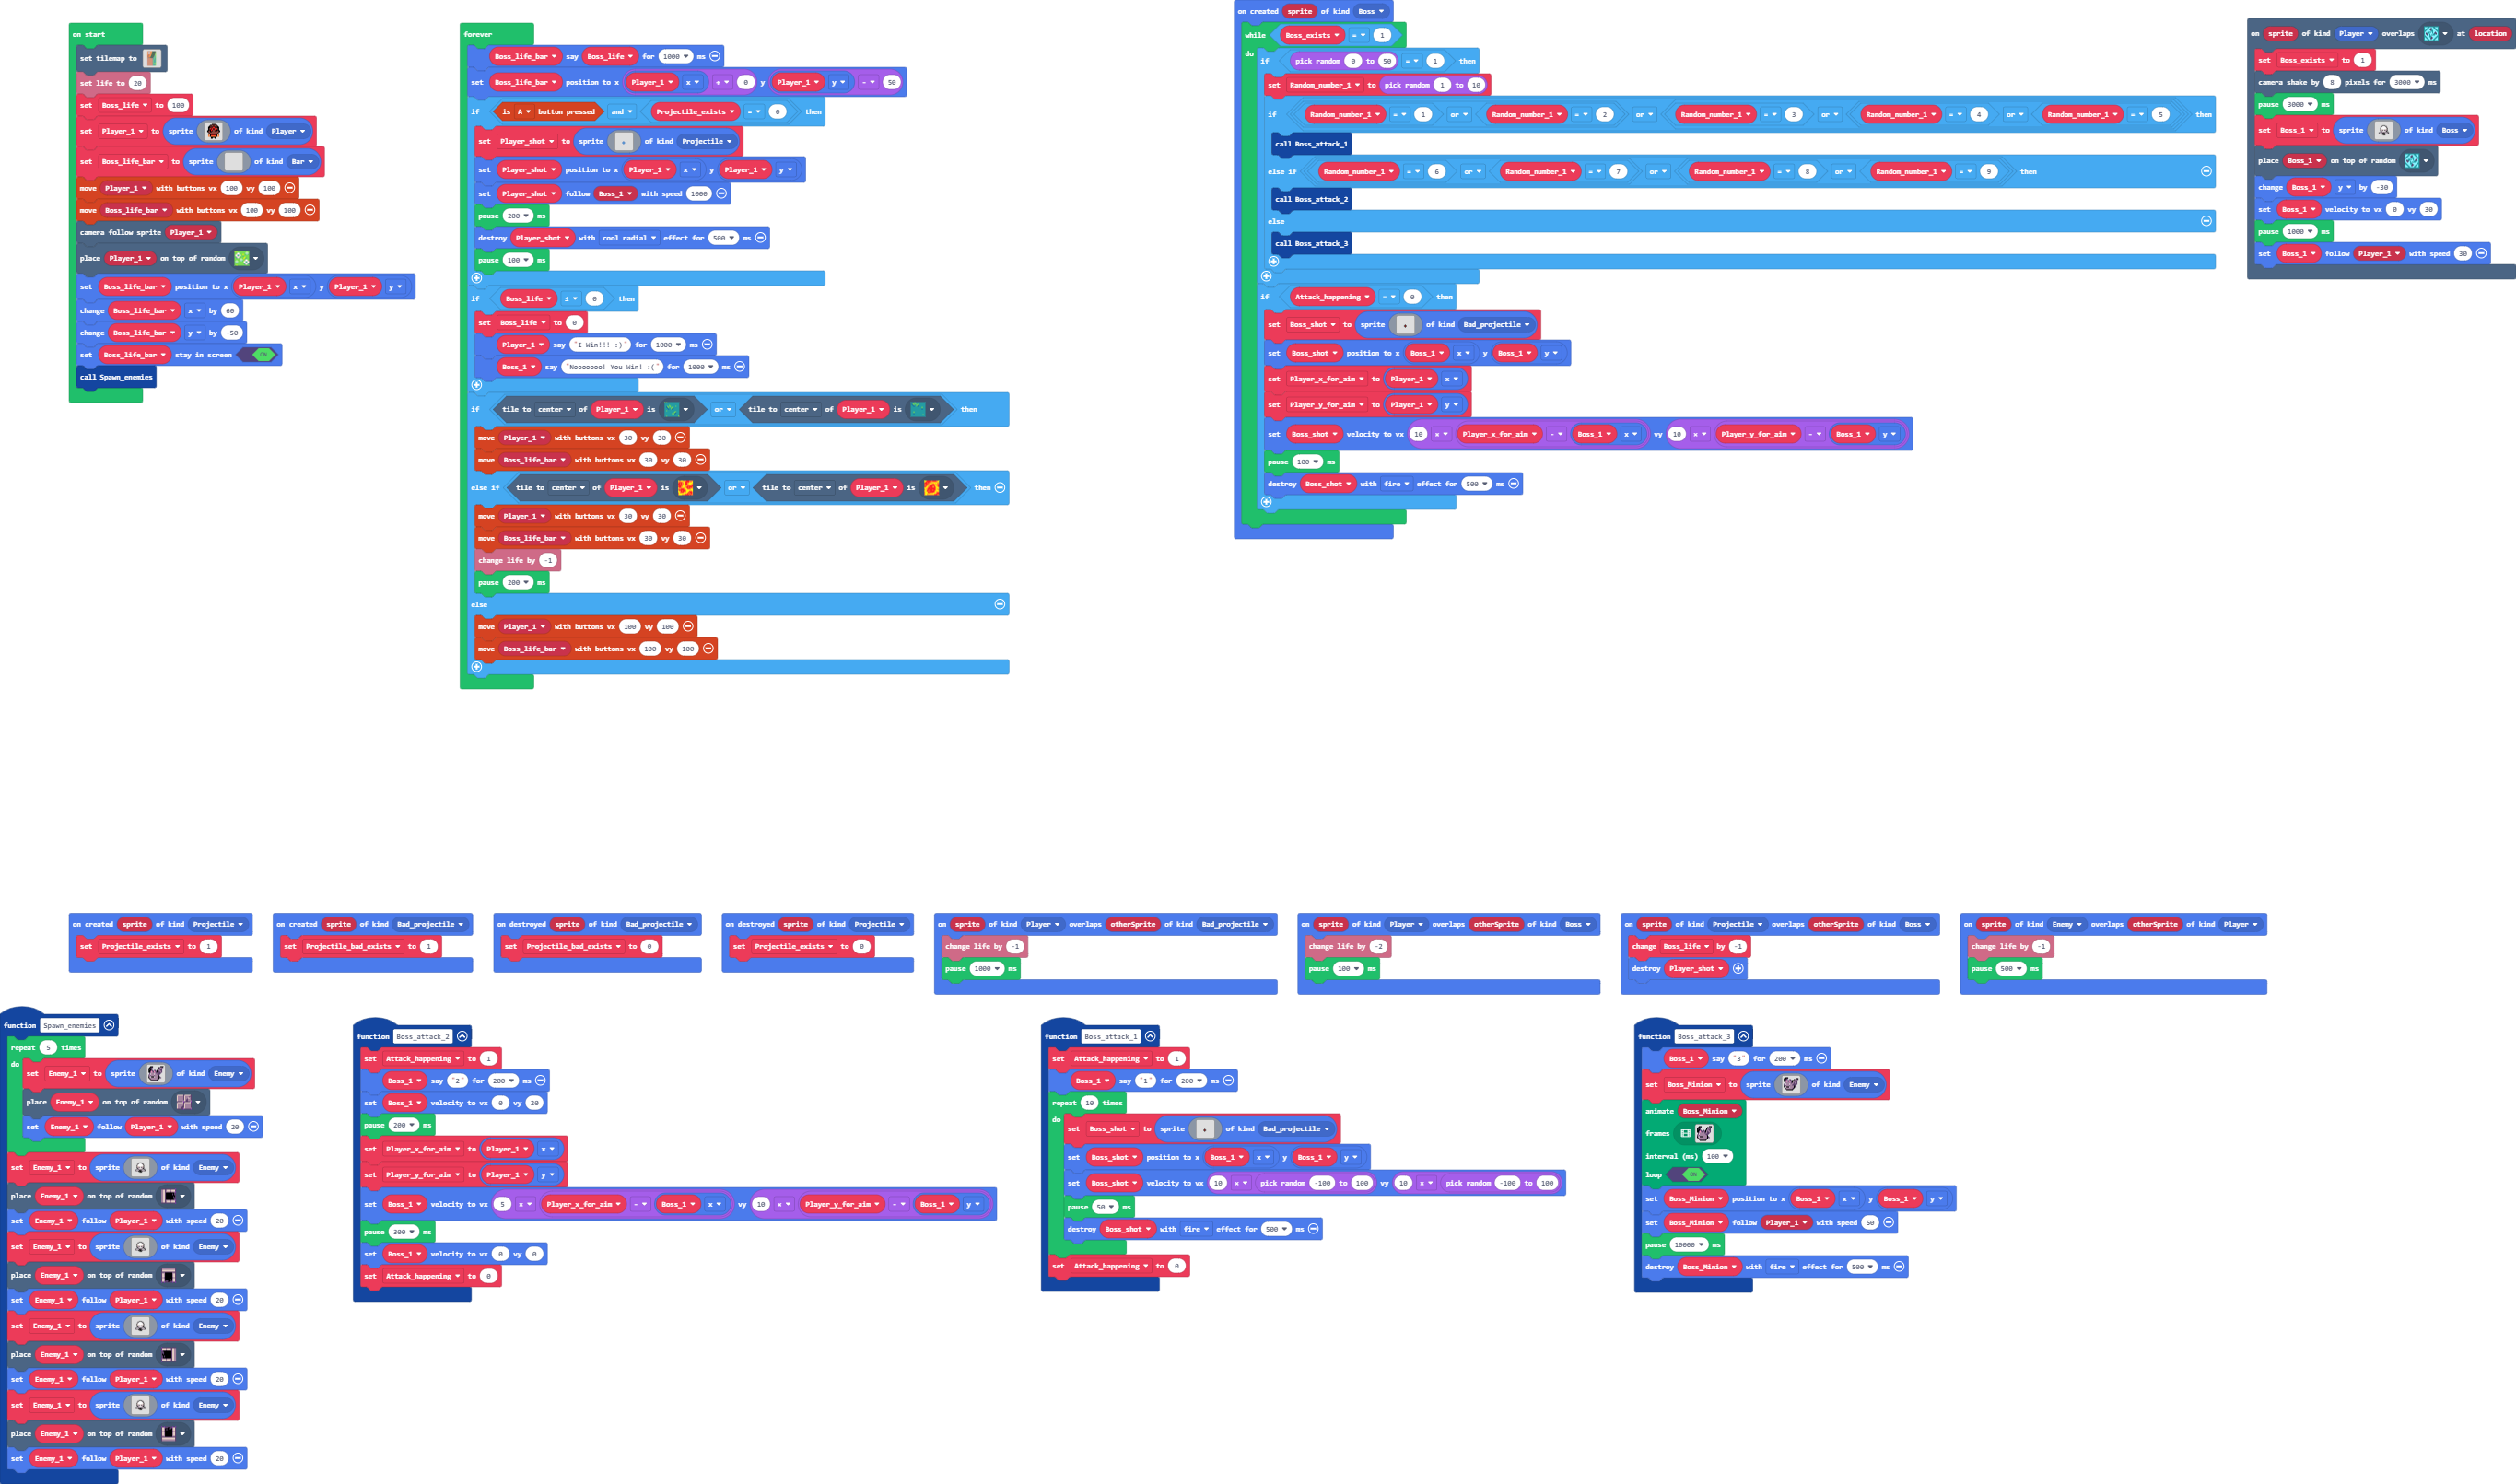 on start
set tilemap to
set life to 20
set Boss_life to 100
set Player_1 to sprite of kind Player
set Boss_life_bar to sprite of kind Bar
move Player_1 with buttons vx 100 vy 100
move Boss_life_bar with buttons vx 100 vy 100
camera follow sprite Player_1
place Player_1 on top of random
set Boss_life_bar position to x Player_1 x y Player_1 y
change Boss_life_bar x by 60
change Boss_life_bar y by -50
set Boss_life_bar stay in screen ON
call Spawn_enemies
forever
Boss_life_bar say Boss_life for 1000 ms
set Boss_life_bar position to x Player_1 x + 0 y Player_1 y - 50
if is A button pressed and Projectile_exists = 0 then
set Player_shot to sprite of kind Projectile
set Player_shot position to x Player_1 x y Player_1 y
set Player_shot follow Boss_1 with speed 1000
pause 200 ms
destroy Player_shot with cool radial effect for 500 ms
pause 100 ms
if Boss_life ≤ 0 then
set Boss_life to 0
Player_1 say "I Win!!! :)" for 1000 ms
Boss_1 say "Nooooooo! You Win! :(" for 1000 ms
if tile to center of Player_1 is or tile to center of Player_1 is then
move Player_1 with buttons vx 30 vy 30
move Boss_life_bar with buttons vx 30 vy 30
else if tile to center of Player_1 is or tile to center of Player_1 is then
move Player_1 with buttons vx 30 vy 30
move Boss_life_bar with buttons vx 30 vy 30
change life by -1
pause 200 ms
else
move Player_1 with buttons vx 100 vy 100
move Boss_life_bar with buttons vx 100 vy 100
on created sprite of kind Boss
while Boss_exists = 1
do
if pick random 0 to 50 = 1 then
set Random_number_1 to pick random 1 to 10
if Random_number_1 = 1 or Random_number_1 = 2 or Random_number_1 = 3 or Random_number_1 = 4 or Random_number_1 = 5 then
call Boss_attack_1
else if Random_number_1 = 6 or Random_number_1 = 7 or Random_number_1 = 8 or Random_number_1 = 9 then
call Boss_attack_2
else
call Boss_attack_3
if Attack_happening = 0 then
set Boss_shot to sprite of kind Bad_projectile
set Boss_shot position to x Boss_1 x y Boss_1 y
set Player_x_for_aim to Player_1 x
set Player_y_for_aim to Player_1 y
set Boss_shot velocity to vx 10 × Player_x_for_aim - Boss_1 x vy 10 × Player_y_for_aim - Boss_1 y
pause 100 ms
destroy Boss_shot with fire effect for 500 ms
on sprite of kind Player overlaps at location
set Boss_exists to 1
camera shake by 8 pixels for 3000 ms
pause 3000 ms
set Boss_1 to sprite of kind Boss
place Boss_1 on top of random
change Boss_1 y by -30
set Boss_1 velocity to vx 0 vy 30
pause 1000 ms
set Boss_1 follow Player_1 with speed 30
on created sprite of kind Projectile
set Projectile_exists to 1
on created sprite of kind Bad_projectile
set Projectile_bad_exists to 1
on destroyed sprite of kind Bad_projectile
set Projectile_bad_exists to 0
on destroyed sprite of kind Projectile
set Projectile_exists to 0
on sprite of kind Player overlaps otherSprite of kind Bad_projectile
change life by -1
pause 1000 ms
on sprite of kind Player overlaps otherSprite of kind Boss
change life by -2
pause 100 ms
on sprite of kind Projectile overlaps otherSprite of kind Boss
change Boss_life by -1
destroy Player_shot
on sprite of kind Enemy overlaps otherSprite of kind Player
change life by -1
pause 500 ms
function Spawn_enemies
repeat 5 times
do
set Enemy_1 to sprite of kind Enemy
place Enemy_1 on top of random
set Enemy_1 follow Player_1 with speed 20
set Enemy_1 to sprite of kind Enemy
place Enemy_1 on top of random
set Enemy_1 follow Player_1 with speed 20
set Enemy_1 to sprite of kind Enemy
place Enemy_1 on top of random
set Enemy_1 follow Player_1 with speed 20
set Enemy_1 to sprite of kind Enemy
place Enemy_1 on top of random
set Enemy_1 follow Player_1 with speed 20
set Enemy_1 to sprite of kind Enemy
place Enemy_1 on top of random
set Enemy_1 follow Player_1 with speed 20
function Boss_attack_2
set Attack_happening to 1
Boss_1 say "2" for 200 ms
set Boss_1 velocity to vx 0 vy 20
pause 200 ms
set Player_x_for_aim to Player_1 x
set Player_y_for_aim to Player_1 y
set Boss_1 velocity to vx 5 × Player_x_for_aim - Boss_1 x vy 10 × Player_y_for_aim - Boss_1 y
pause 300 ms
set Boss_1 velocity to vx 0 vy 0
set Attack_happening to 0
function Boss_attack_1
set Attack_happening to 1
Boss_1 say "1" for 200 ms
repeat 10 times
do
set Boss_shot to sprite of kind Bad_projectile
set Boss_shot position to x Boss_1 x y Boss_1 y
set Boss_shot velocity to vx 10 × pick random -100 to 100 vy 10 × pick random -100 to 100
pause 50 ms
destroy Boss_shot with fire effect for 500 ms
set Attack_happening to 0
function Boss_attack_3
Boss_1 say "3" for 200 ms
set Boss_Minion to sprite of kind Enemy
animate Boss_Minion
frames
interval (ms) 100
loop ON
set Boss_Minion position to x Boss_1 x y Boss_1 y
set Boss_Minion follow Player_1 with speed 50
pause 10000 ms
destroy Boss_Minion with fire effect for 500 ms